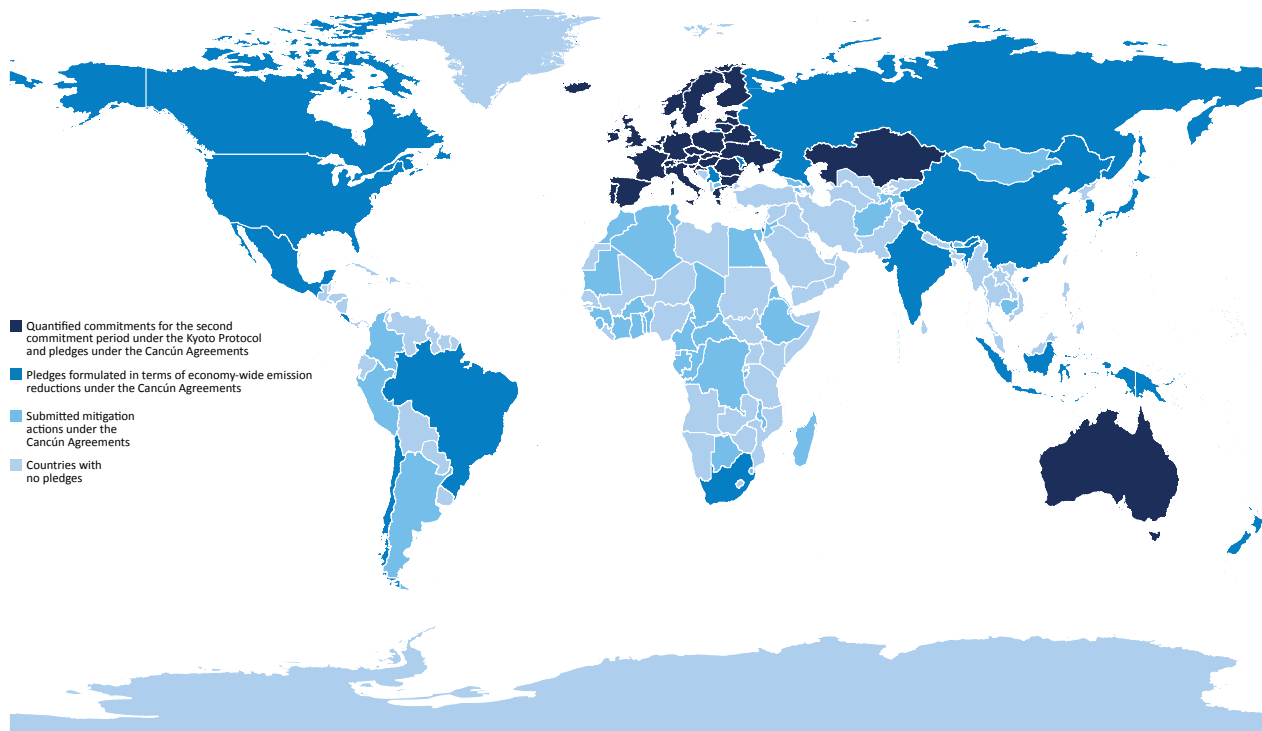 Quantified commitments for the second
commitment period under the Kyoto Protocol
and pledges under the Cancún Agreements
Pledges formulated in terms of economy-wide emission
reductions under the Cancún Agreements
Submitted mitigation
actions under the
Cancún Agreements
Countries with
no pledges